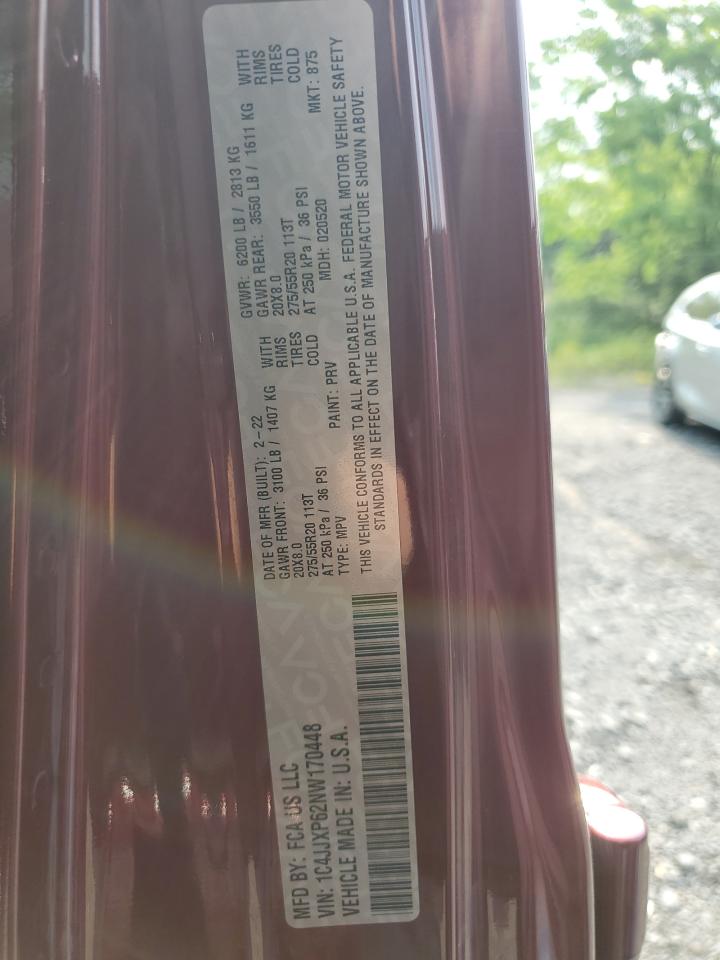 MFD BY: FCA US LLC
VIN: 1C4JJXP62NW170448
VEHICLE MADE IN: U.S.A.
DATE OF MFR (BUILT): 2-22 GVWR: 6200 LB / 2813 KG
GAWR FRONT: 3100 LB / 1407 KG WITH GAWR REAR: 3550 LB / 1611 KG WITH
20X8.0 RIMS 20X8.0 RIMS
275/55R20 113T TIRES 275/55R20 113T TIRES
AT 250 kPa / 36 PSI COLD AT 250 kPa / 36 PSI COLD
TYPE: MPV PAINT: PRV MDH: 020520 MKT: 875
THIS VEHICLE CONFORMS TO ALL APPLICABLE U.S.A. FEDERAL MOTOR VEHICLE SAFETY
STANDARDS IN EFFECT ON THE DATE OF MANUFACTURE SHOWN ABOVE.